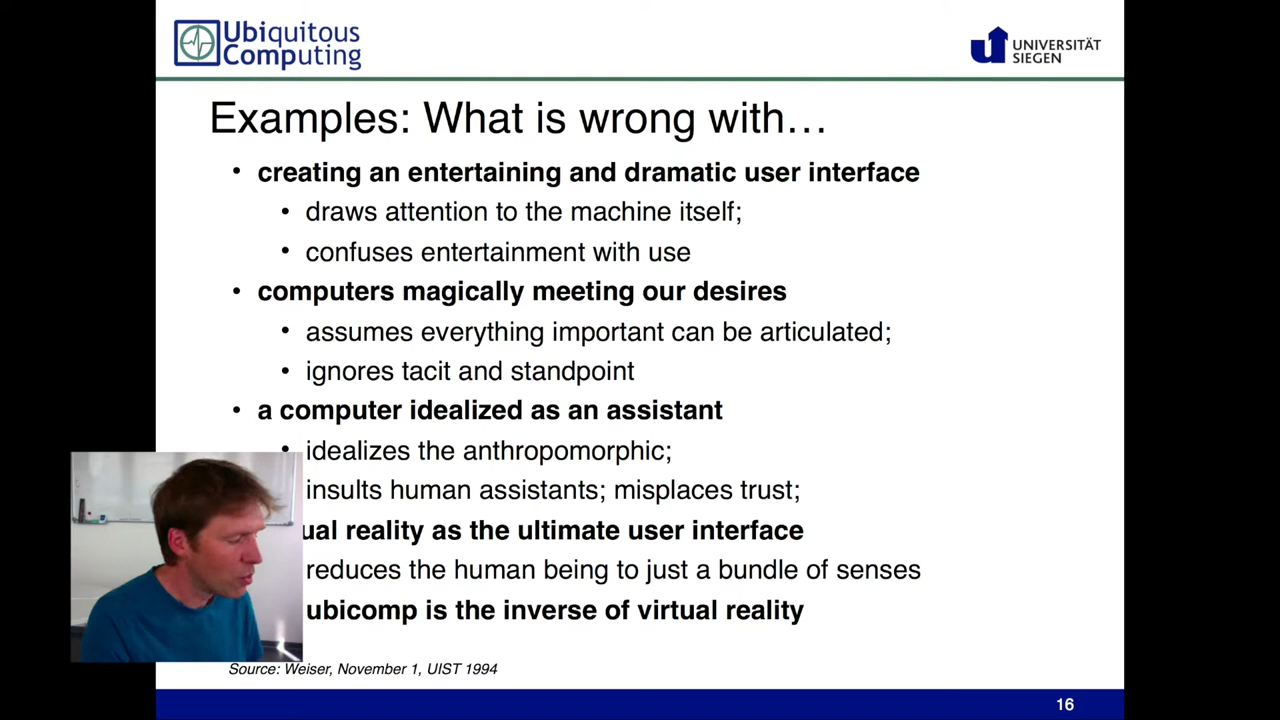 Ubiquitous
Computing
UNIVERSITÄT
SIEGEN
Examples: What is wrong with…
• creating an entertaining and dramatic user interface
• draws attention to the machine itself;
• confuses entertainment with use
• computers magically meeting our desires
• assumes everything important can be articulated;
• ignores tacit and standpoint
• a computer idealized as an assistant
• idealizes the anthropomorphic;
insults human assistants; misplaces trust;
ual reality as the ultimate user interface
reduces the human being to just a bundle of senses
ubicomp is the inverse of virtual reality
Source: Weiser, November 1, UIST 1994
16